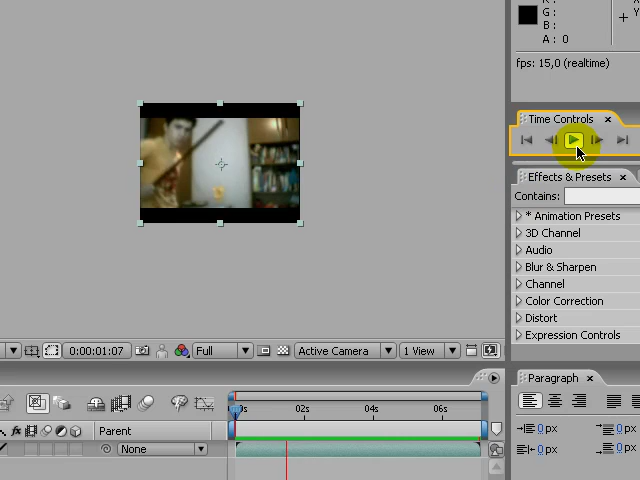 R :
G :
B :
A : 0
fps: 15,0 (realtime)
Time Controls
Effects & Presets
Contains:
* Animation Presets
3D Channel
Audio
Blur & Sharpen
Channel
Color Correction
Distort
Expression Controls
0:00:01:07
Full
Active Camera
1 View
Paragraph
02s
04s
06s
Parent
None
0 px
0 px
0 px
0 px